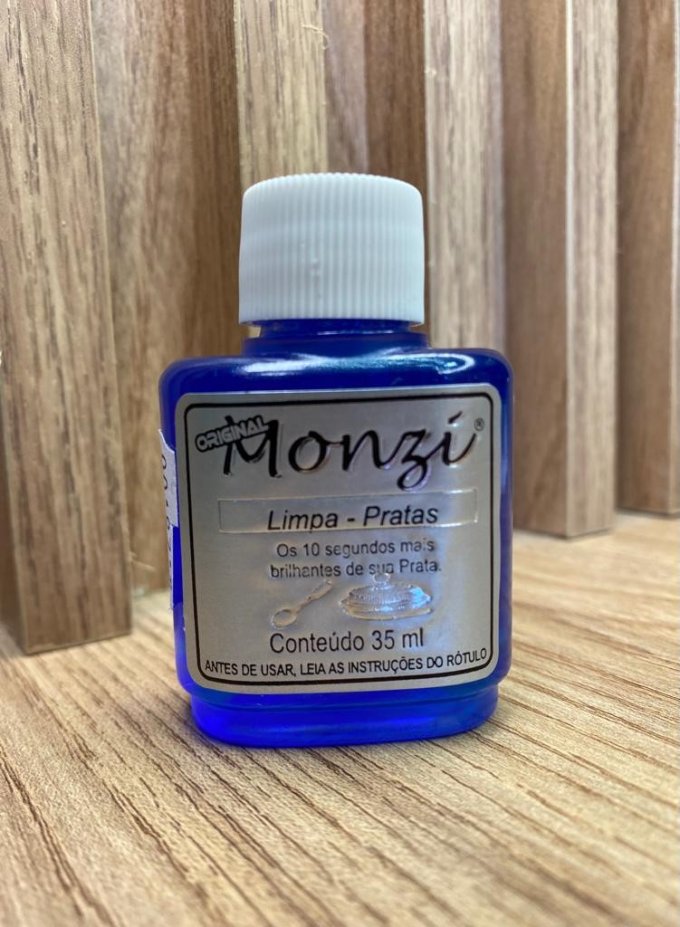 ORIGINAL
Monzi®
Limpa - Pratas
Os 10 segundos mais
brilhantes de sua Prata.
Conteúdo 35 ml
ANTES DE USAR, LEIA AS INSTRUÇÕES DO RÓTULO